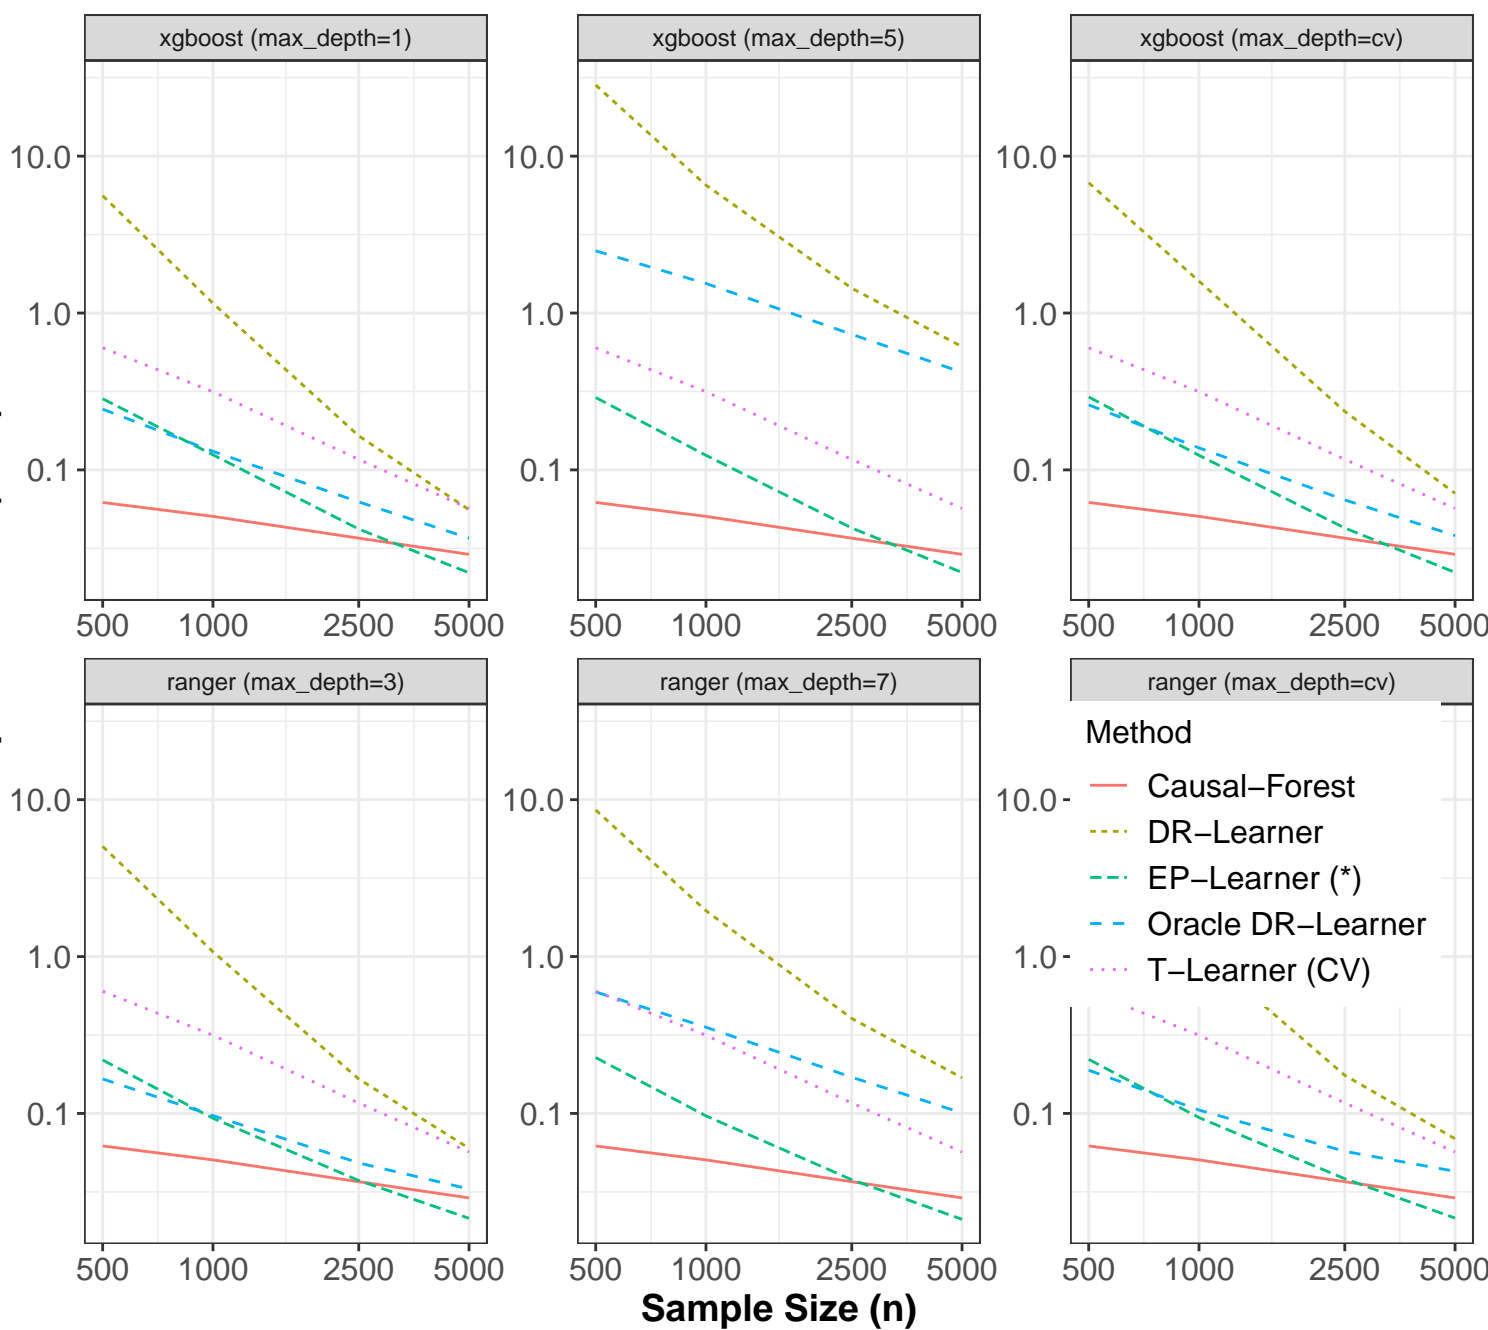 xgboost (max_depth=1)
xgboost (max_depth=5)
xgboost (max_depth=cv)
10.0
1.0
0.1
500 1000 2500 5000
10.0
1.0
0.1
500 1000 2500 5000
10.0
1.0
0.1
500 1000 2500 5000
ranger (max_depth=3)
ranger (max_depth=7)
ranger (max_depth=cv)
10.0
1.0
0.1
500 1000 2500 5000
10.0
1.0
0.1
500 1000 2500 5000
10.0
1.0
0.1
500 1000 2500 5000
Method
Causal−Forest
DR−Learner
EP−Learner (*)
Oracle DR−Learner
T−Learner (CV)
Sample Size (n)